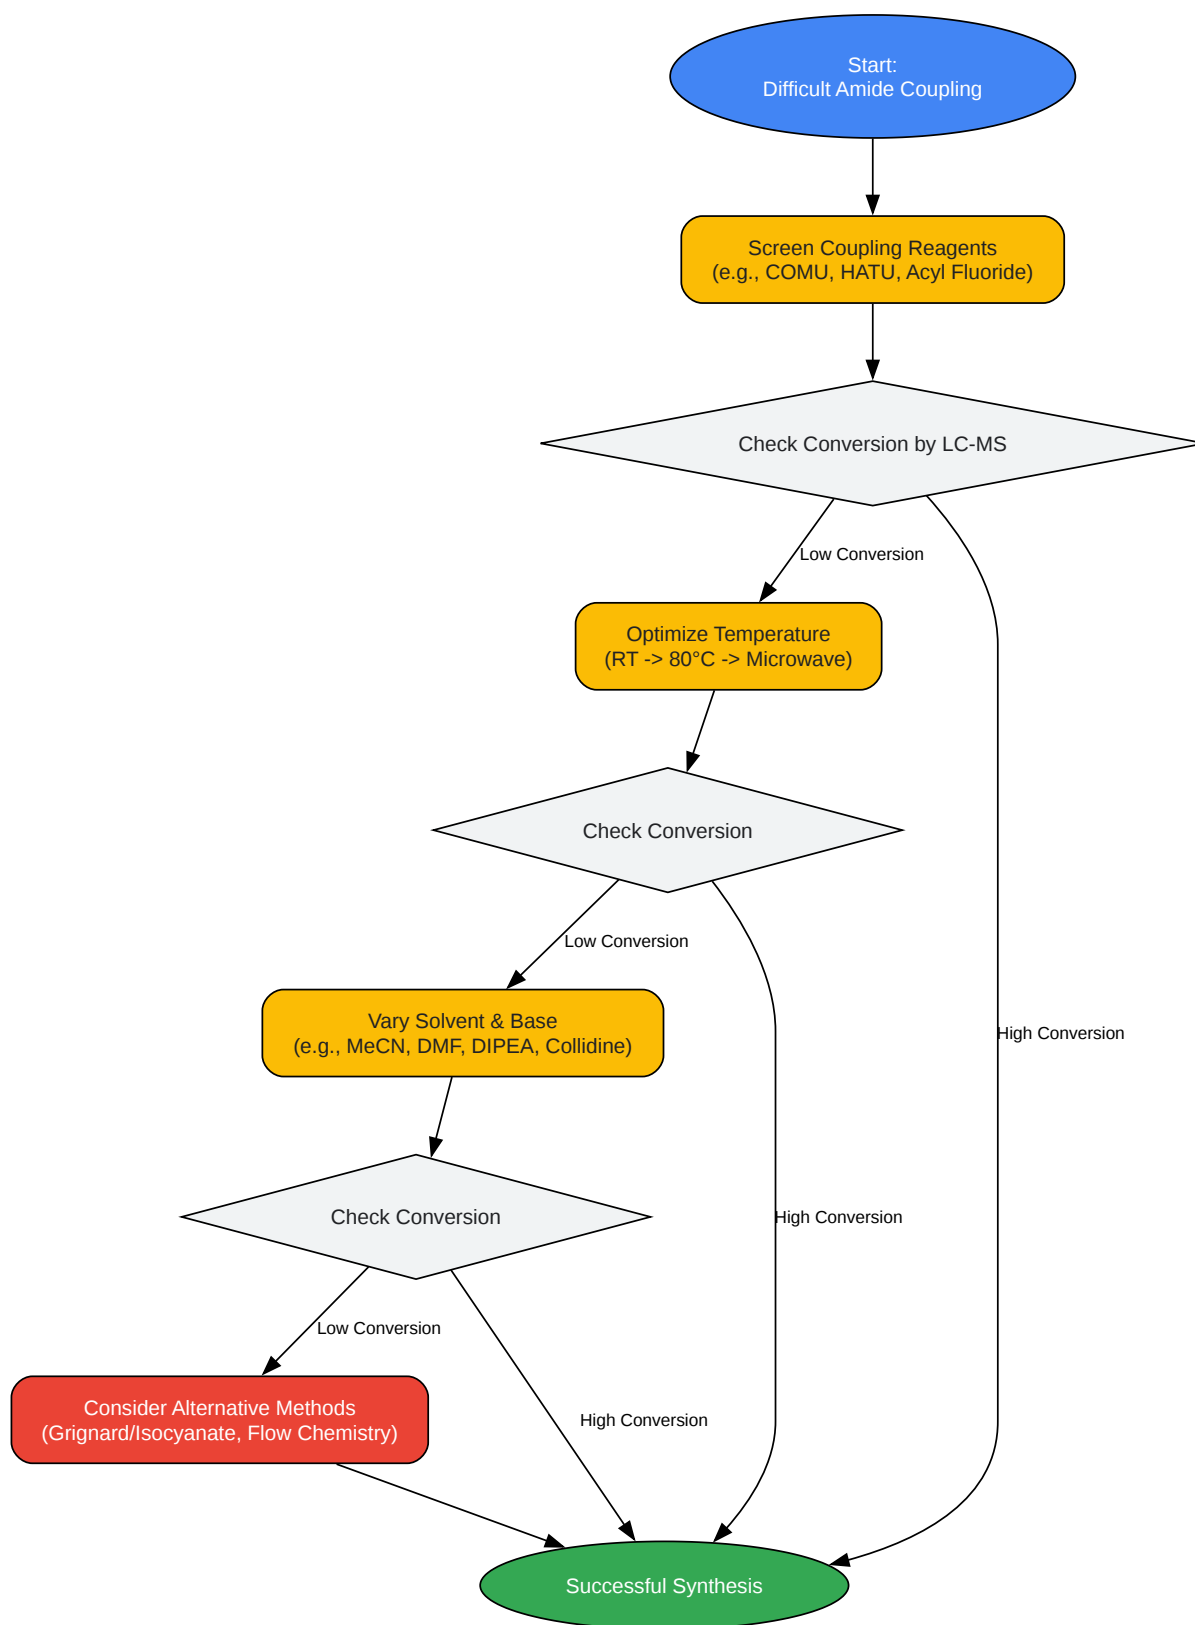 Start:
Difficult Amide Coupling
Screen Coupling Reagents
(e.g., COMU, HATU, Acyl Fluoride)
Check Conversion by LC-MS
Low Conversion
Optimize Temperature
(RT -> 80°C -> Microwave)
Check Conversion
Low Conversion
Vary Solvent & Base
(e.g., MeCN, DMF, DIPEA, Collidine)
High Conversion
Check Conversion
High Conversion
Low Conversion
Consider Alternative Methods
(Grignard/Isocyanate, Flow Chemistry)
High Conversion
Successful Synthesis